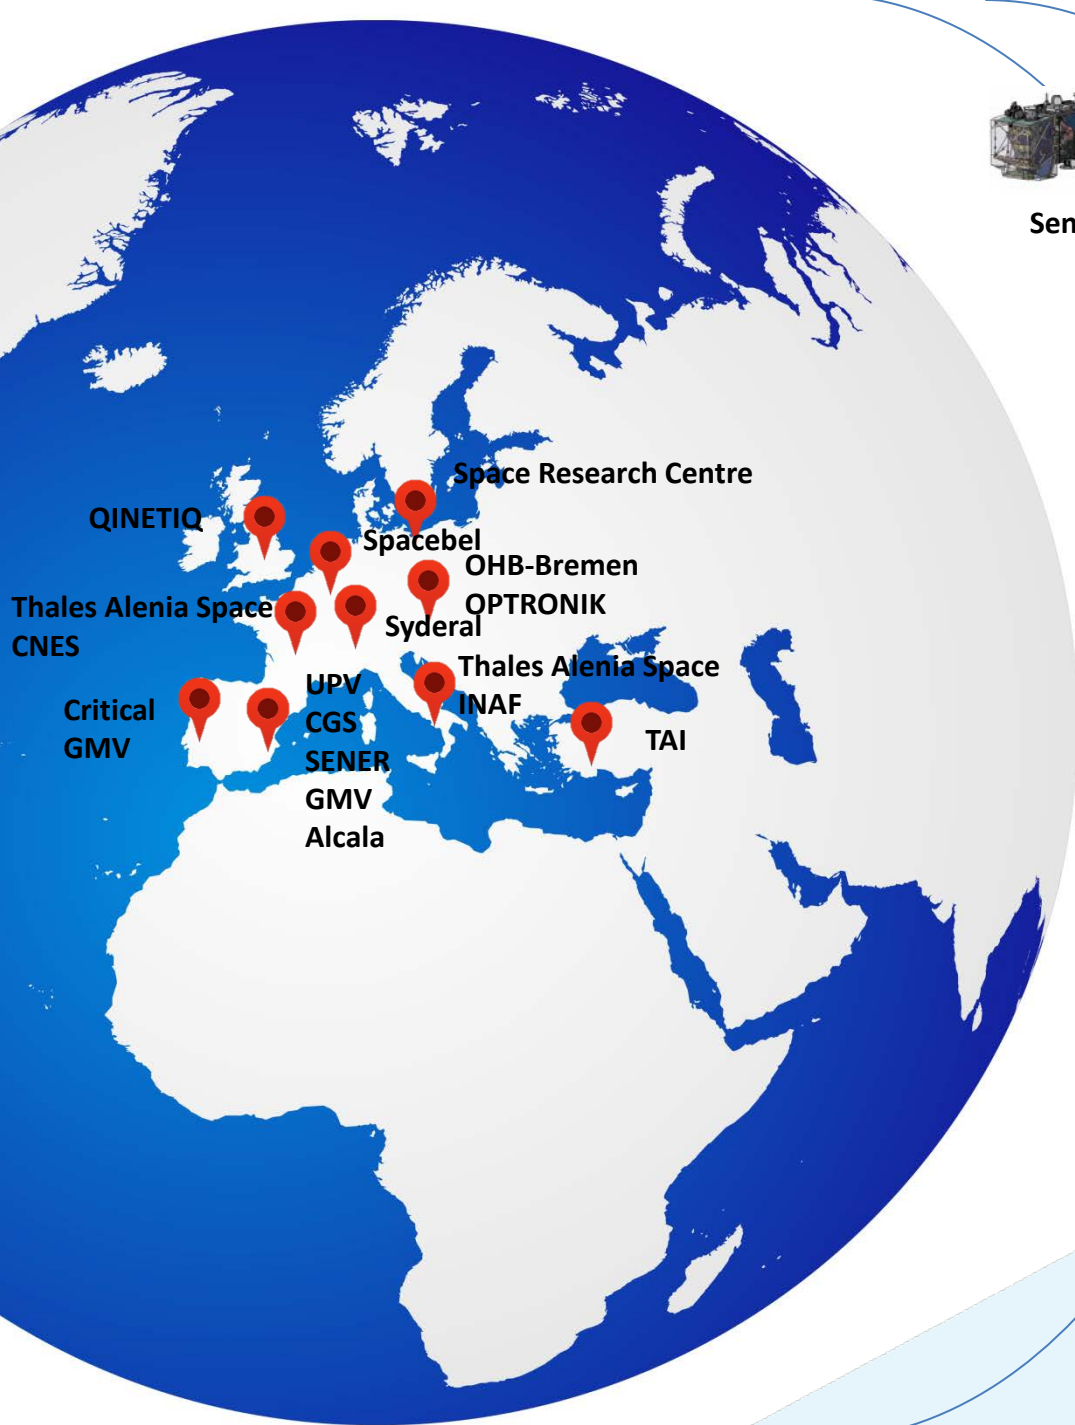 Sen
Space Research Centre
QINETIQ
Spacebel
OHB-Bremen
OPTRONIK
Thales Alenia Space
CNES
Syderal
Thales Alenia Space
INAF
UPV
CGS
SENER
GMV
Alcala
Critical
GMV
TAI